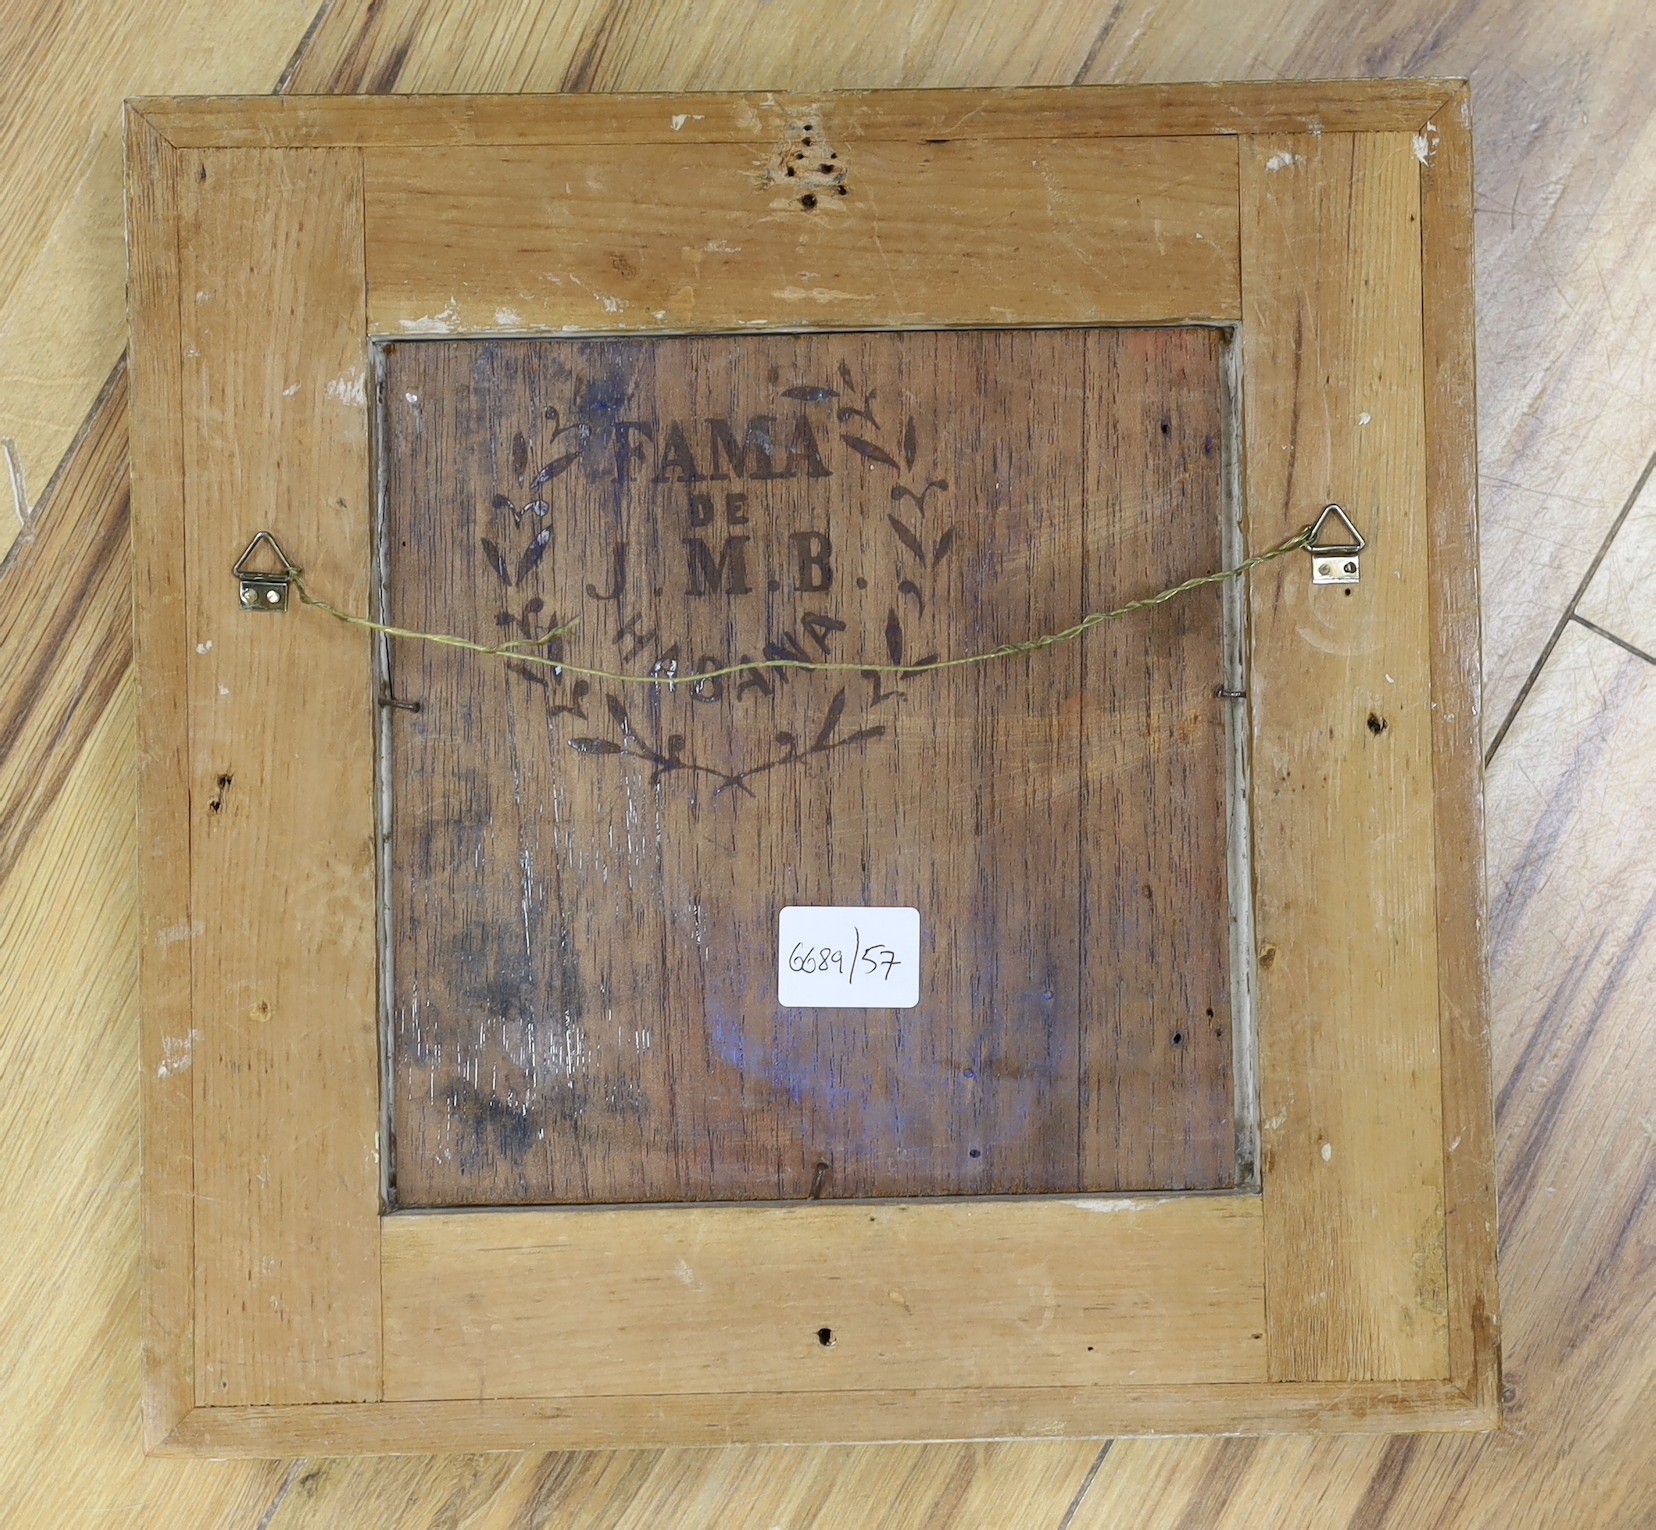 FAMA
DE
J.M.B.
HABANA
6689/57